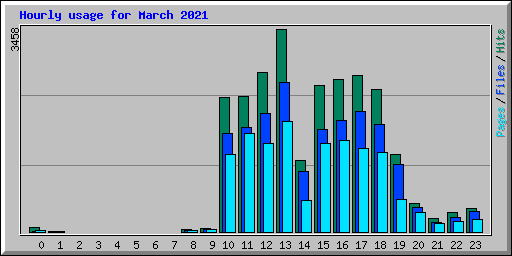 Hourly usage for March 2021
3458
Pages / Files / Hits
0 1 2 3 4 5 6 7 8 9 10 11 12 13 14 15 16 17 18 19 20 21 22 23